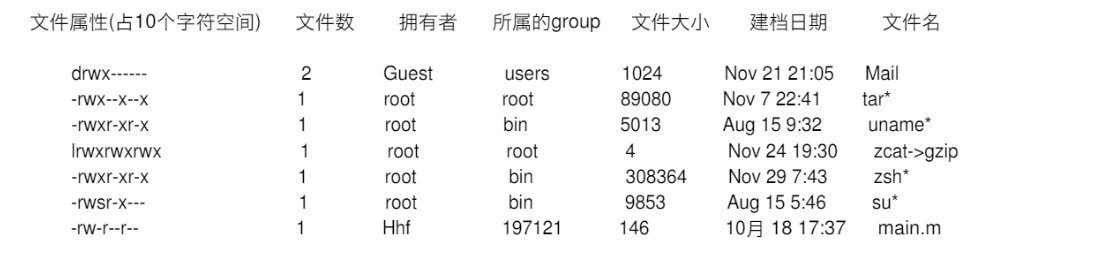 文件属性(占10个字符空间) 文件数 拥有者 所属的group 文件大小 建档日期 文件名
drwx------ 2 Guest users 1024 Nov 21 21:05 Mail
-rwx--x--x 1 root root 89080 Nov 7 22:41 tar*
-rwxr-xr-x 1 root bin 5013 Aug 15 9:32 uname*
lrwxrwxrwx 1 root root 4 Nov 24 19:30 zcat->gzip
-rwxr-xr-x 1 root bin 308364 Nov 29 7:43 zsh*
-rwsr-x--- 1 root bin 9853 Aug 15 5:46 su*
-rw-r--r-- 1 Hhf 197121 146 10月 18 17:37 main.m